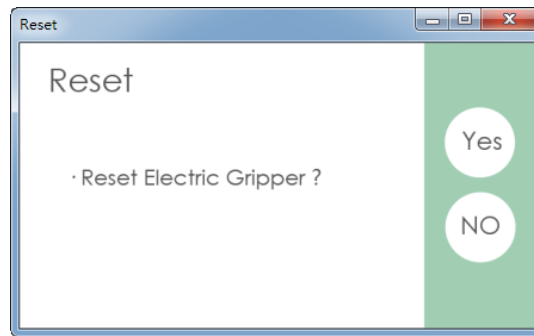 Reset
Reset
· Reset Electric Gripper ?
Yes
NO